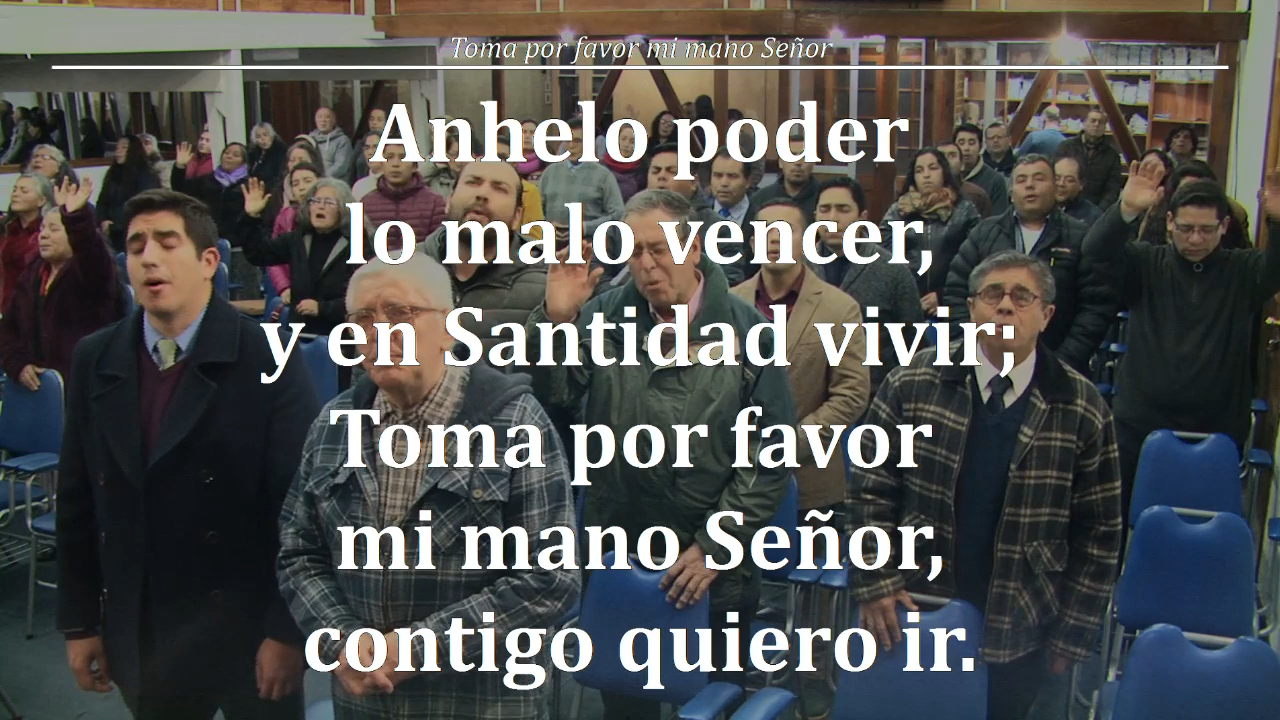 Toma por favor mi mano Señor
Anhelo poder
lo malo vencer,
y en Santidad vivir;
Toma por favor
mi mano Señor,
contigo quiero ir.